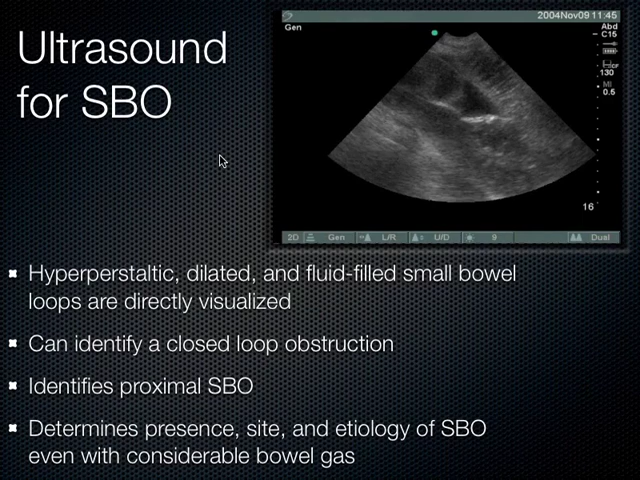 Ultrasound
for SBO
2004Nov09 11:45
Gen
Abd
C15
130
MI
0.6
16
2D
Gen
L/R
U/D
9
Dual
Hyperperstaltic, dilated, and fluid-filled small bowel
loops are directly visualized
Can identify a closed loop obstruction
Identifies proximal SBO
Determines presence, site, and etiology of SBO
even with considerable bowel gas